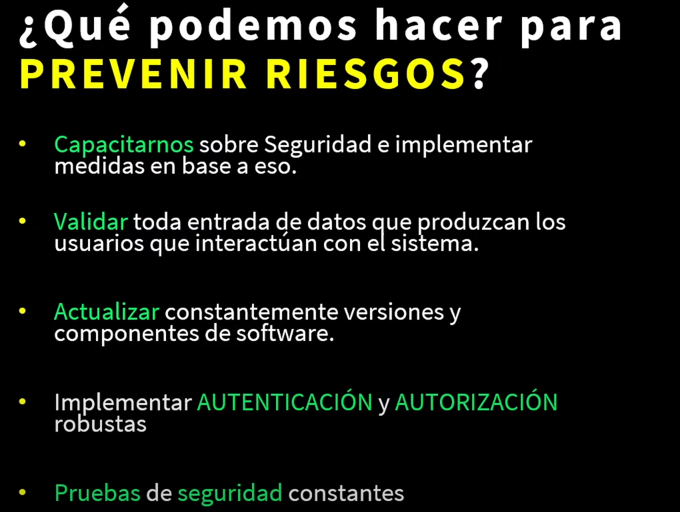 ¿Qué podemos hacer para
PREVENIR RIESGOS?
• Capacitarnos sobre Seguridad e implementar
medidas en base a eso.
• Validar toda entrada de datos que produzcan los
usuarios que interactúan con el sistema.
• Actualizar constantemente versiones y
componentes de software.
• Implementar AUTENTICACIÓN y AUTORIZACIÓN
robustas
• Pruebas de seguridad constantes